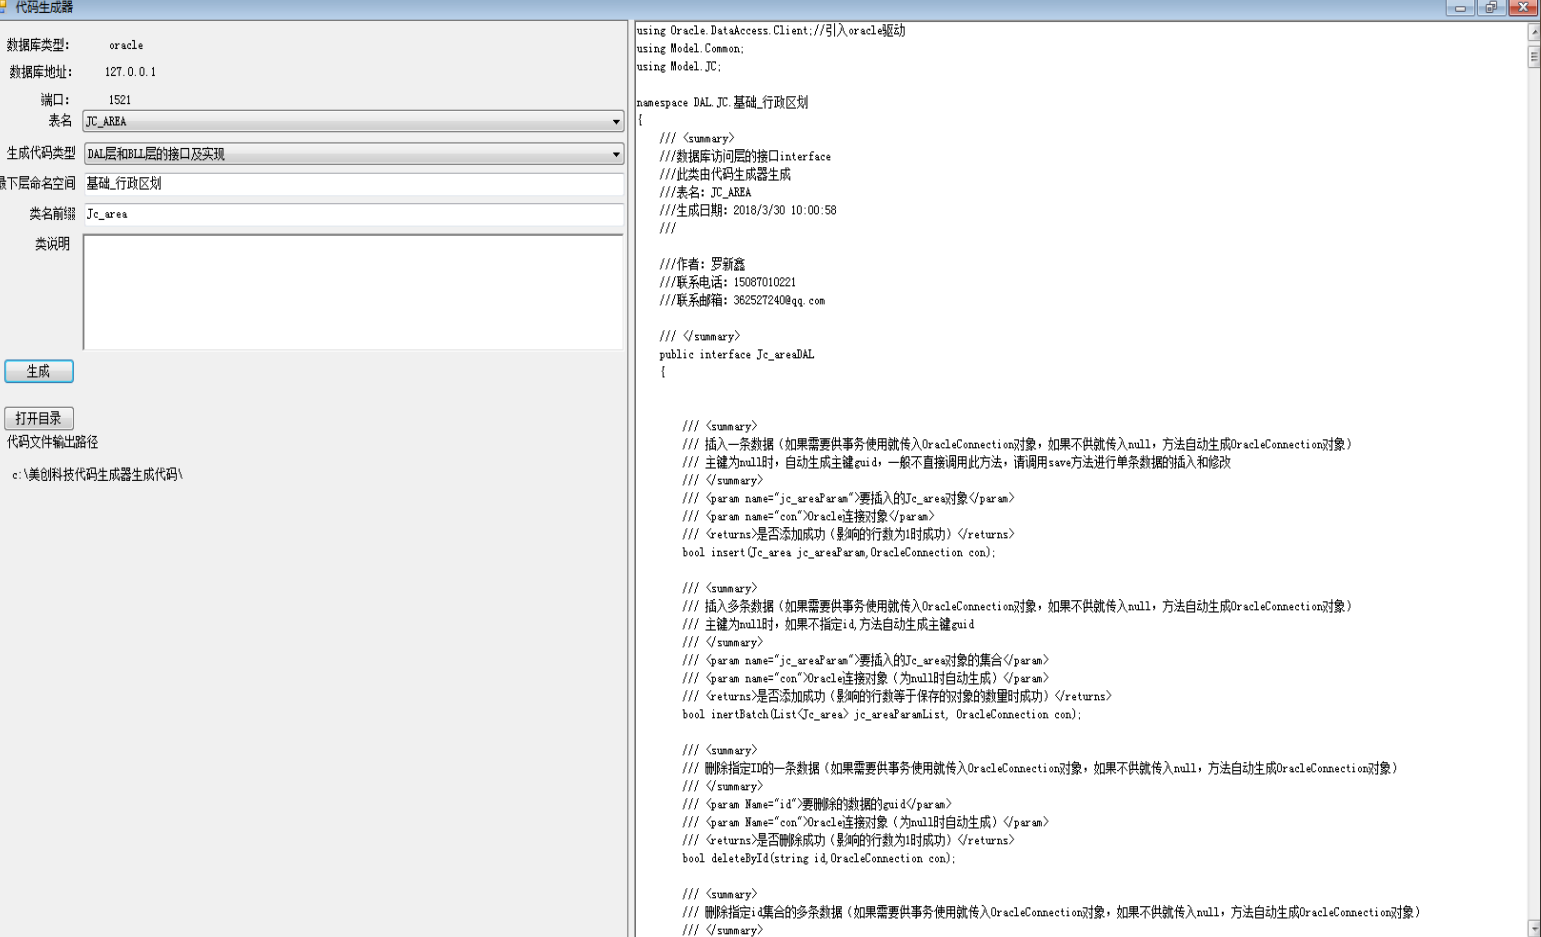 代码生成器
数据库类型: oracle
数据库地址: 127.0.0.1
端口: 1521
表名 JC_AREA
生成代码类型 DAL层和BLL层的接口及实现
最下层命名空间 基础_行政区划
类名前缀 Jc_area
类说明
生成
打开目录
代码文件输出路径
c:\美创科技代码生成器生成代码\
using Oracle.DataAccess.Client;//引入oracle驱动
using Model.Common;
using Model.JC;
namespace DAL.JC.基础_行政区划
{
/// <summary>
///数据库访问层的接口interface
///此类由代码生成器生成
///表名: JC_AREA
///生成日期: 2018/3/30 10:00:58
///
///作者: 罗新鑫
///联系电话: 15087010221
///联系邮箱: 362527240@qq.com
/// </summary>
public interface Jc_areaDAL
{
/// <summary>
/// 插入一条数据（如果需要供事务使用就传入OracleConnection对象，如果不供就传入null，方法自动生成OracleConnection对象）
/// 主键为null时，自动生成主键guid，一般不直接调用此方法，请调用save方法进行单条数据的插入和修改
/// </summary>
/// <param name="jc_areaParam">要插入的Jc_area对象</param>
/// <param name="con">Oracle连接对象</param>
/// <returns>是否添加成功（影响的行数为1时成功）</returns>
bool insert(Jc_area jc_areaParam,OracleConnection con);
/// <summary>
/// 插入多条数据（如果需要供事务使用就传入OracleConnection对象，如果不供就传入null，方法自动生成OracleConnection对象）
/// 主键为null时，如果不指定id,方法自动生成主键guid
/// </summary>
/// <param name="jc_areaParam">要插入的Jc_area对象的集合</param>
/// <param name="con">Oracle连接对象（为null时自动生成）</param>
/// <returns>是否添加成功（影响的行数等于保存的对象的数量时成功）</returns>
bool inertBatch(List<Jc_area> jc_areaParamList, OracleConnection con);
/// <summary>
/// 删除指定ID的一条数据（如果需要供事务使用就传入OracleConnection对象，如果不供就传入null，方法自动生成OracleConnection对象）
/// </summary>
/// <param Name="id">要删除的数据的guid</param>
/// <param Name="con">Oracle连接对象（为null时自动生成）</param>
/// <returns>是否删除成功（影响的行数为1时成功）</returns>
bool deleteById(string id,OracleConnection con);
/// <summary>
/// 删除指定id集合的多条数据（如果需要供事务使用就传入OracleConnection对象，如果不供就传入null，方法自动生成OracleConnection对象）
/// </summary>